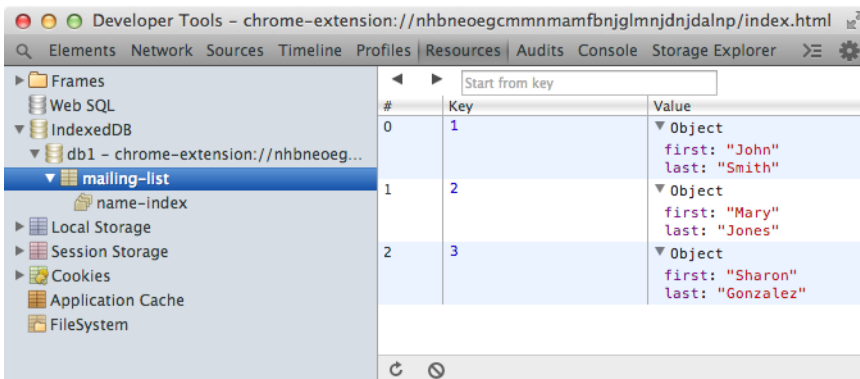 Developer Tools - chrome-extension://nhbneoegcmmnmamfbnjglmnjdnjdalnp/index.html
Elements Network Sources Timeline Profiles Resources Audits Console Storage Explorer
Frames
Web SQL
IndexedDB
db1 - chrome-extension://nhbneoeg...
mailing-list
name-index
Local Storage
Session Storage
Cookies
Application Cache
FileSystem
Start from key
# Key Value
0 1 Object
first: "John"
last: "Smith"
1 2 Object
first: "Mary"
last: "Jones"
2 3 Object
first: "Sharon"
last: "Gonzalez"